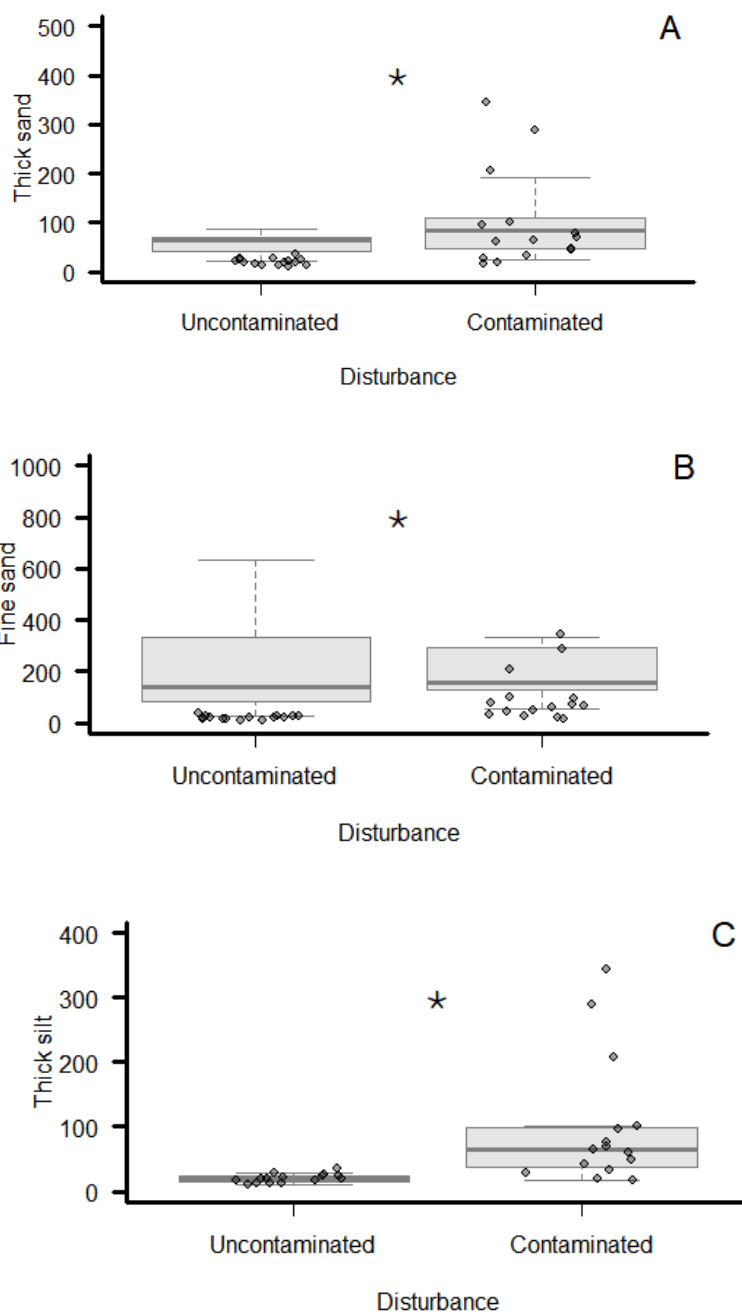 A
500
400
300
200
100
0
Thick sand
*
Uncontaminated Contaminated
Disturbance
B
1000
800
600
400
200
0
Fine sand
*
Uncontaminated Contaminated
Disturbance
C
400
300
200
100
0
Thick silt
*
Uncontaminated Contaminated
Disturbance